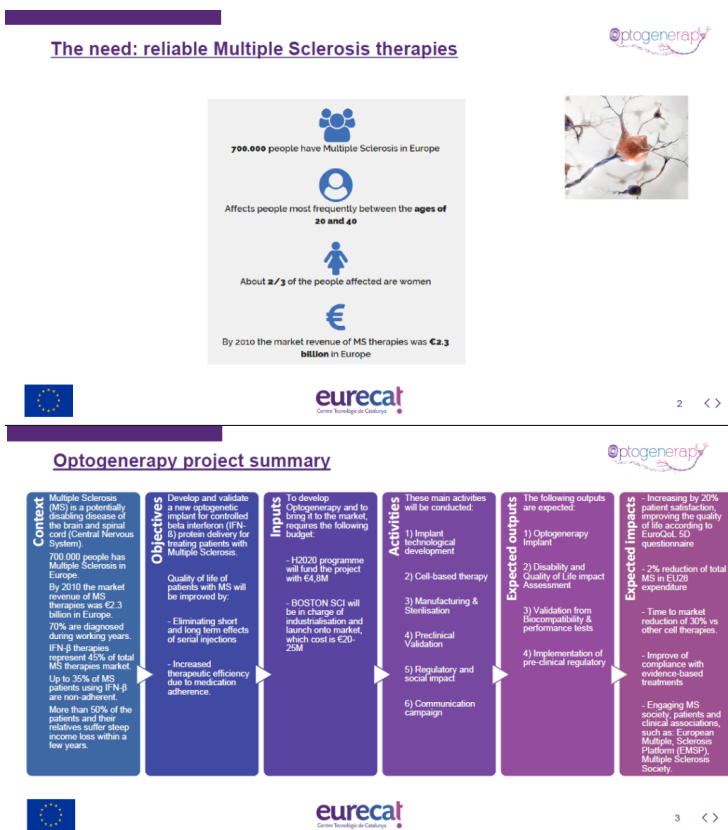 The need: reliable Multiple Sclerosis therapies
Optogenerapy
700.000 people have Multiple Sclerosis in Europe
Affects people most frequently between the ages of
20 and 40
About 2/3 of the people affected are women
€
By 2010 the market revenue of MS therapies was €2.3
billion in Europe
eurecat
Centre Tecnològic de Catalunya
2
Optogenerapy project summary
Optogenerapy
Context
Multiple Sclerosis
(MS) is a potentially
disabling disease of
the brain and spinal
cord (Central Nervous
System).
700.000 people has
Multiple Sclerosis in
Europe.
By 2010 the market
revenue of MS
therapies was €2.3
billion in Europe.
70% are diagnosed
during working years.
IFN-β therapies
represent 45% of total
MS therapies market.
Up to 35% of MS
patients using IFN-β
are non-adherent.
More than 50% of the
patients and their
relatives suffer steep
income loss within a
few years.
Objectives
Develop and validate
a new optogenetic
implant for controlled
beta interferon (IFN-
ß) protein delivery for
treating patients with
Multiple Sclerosis.
Quality of life of
patients with MS will
be improved by:
- Eliminating short
and long term effects
of serial injections
- Increased
therapeutic efficiency
due to medication
adherence.
Inputs
To develop
Optogenerapy and to
bring it to the market,
requires the following
budget:
- H2020 programme
will fund the project
with €4,8M
- BOSTON SCI will
be in charge of
industrialisation and
launch onto market,
which cost is €20-
25M
Activities
These main activities
will be conducted:
1) Implant
technological
development
2) Cell-based therapy
3) Manufacturing &
Sterilisation
4) Preclinical
Validation
5) Regulatory and
social impact
6) Communication
campaign
Expected outputs
The following outputs
are expected:
1) Optogenerapy
Implant
2) Disability and
Quality of Life impact
Assessment
3) Validation from
Biocompatibility &
performance tests
4) Implementation of
pre-clinical regulatory
Expected impacts
- Increasing by 20%
patient satisfaction,
improving the quality
of life according to
EuroQoL 5D
questionnaire
- 2% reduction of total
MS in EU28
expenditure
- Time to market
reduction of 30% vs
other cell therapies.
- Improve of
compliance with
evidence-based
treatments
- Engaging MS
society, patients and
clinical associations,
such as: European
Multiple, Sclerosis
Platform (EMSP),
Multiple Sclerosis
Society.
eurecat
Centre Tecnològic de Catalunya
3